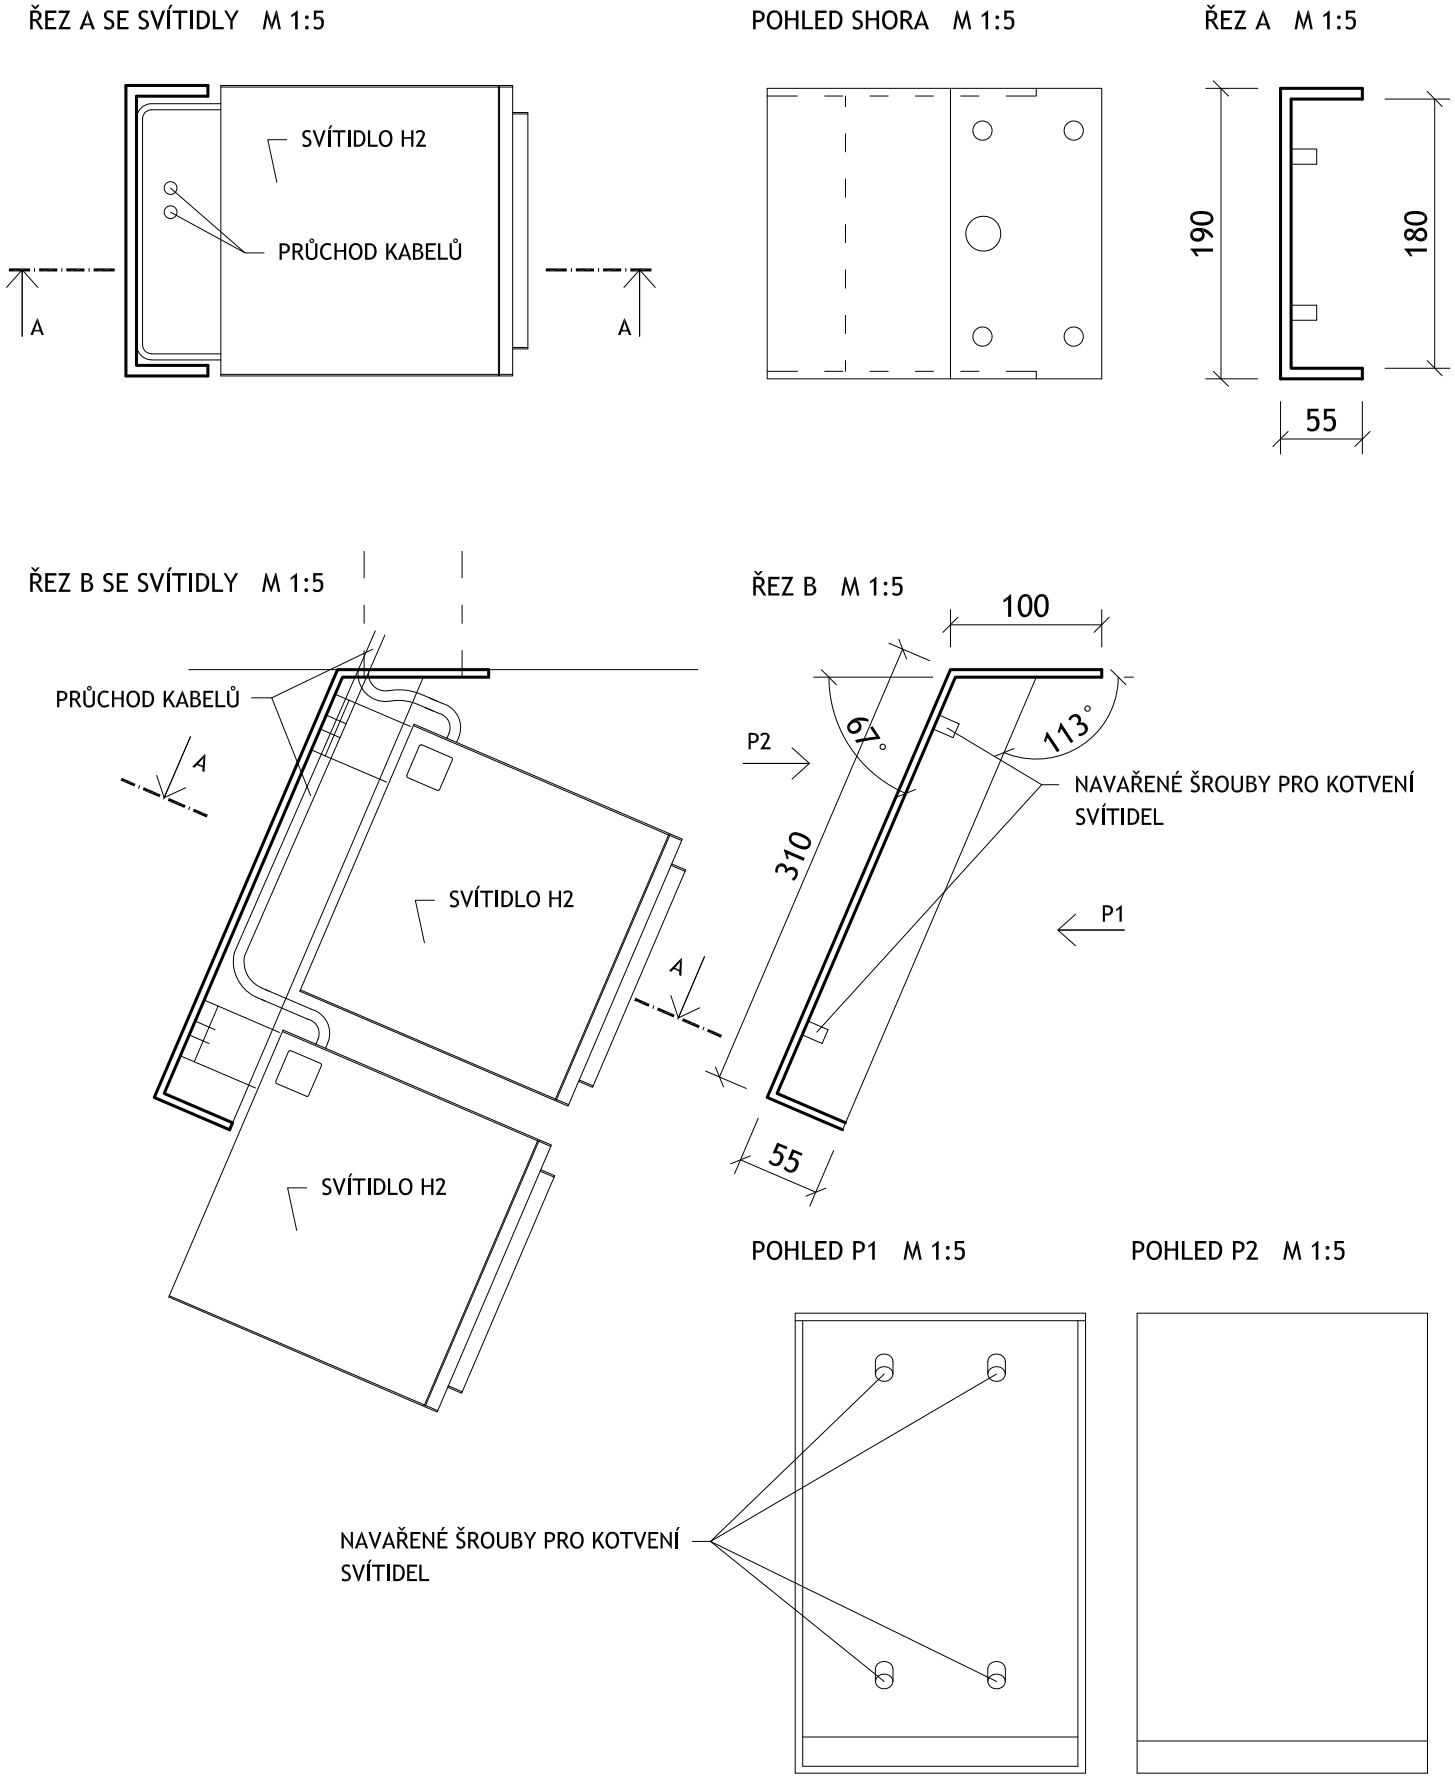 ŘEZ A SE SVÍTIDLY M 1:5
POHLED SHORA M 1:5
ŘEZ A M 1:5
SVÍTIDLO H2
PRŮCHOD KABELŮ
A
A
190
180
55
ŘEZ B SE SVÍTIDLY M 1:5
ŘEZ B M 1:5
100
PRŮCHOD KABELŮ
A
P2
67°
113°
NAVAŘENÉ ŠROUBY PRO KOTVENÍ
SVÍTIDEL
310
SVÍTIDLO H2
P1
A
55
SVÍTIDLO H2
POHLED P1 M 1:5
POHLED P2 M 1:5
NAVAŘENÉ ŠROUBY PRO KOTVENÍ
SVÍTIDEL